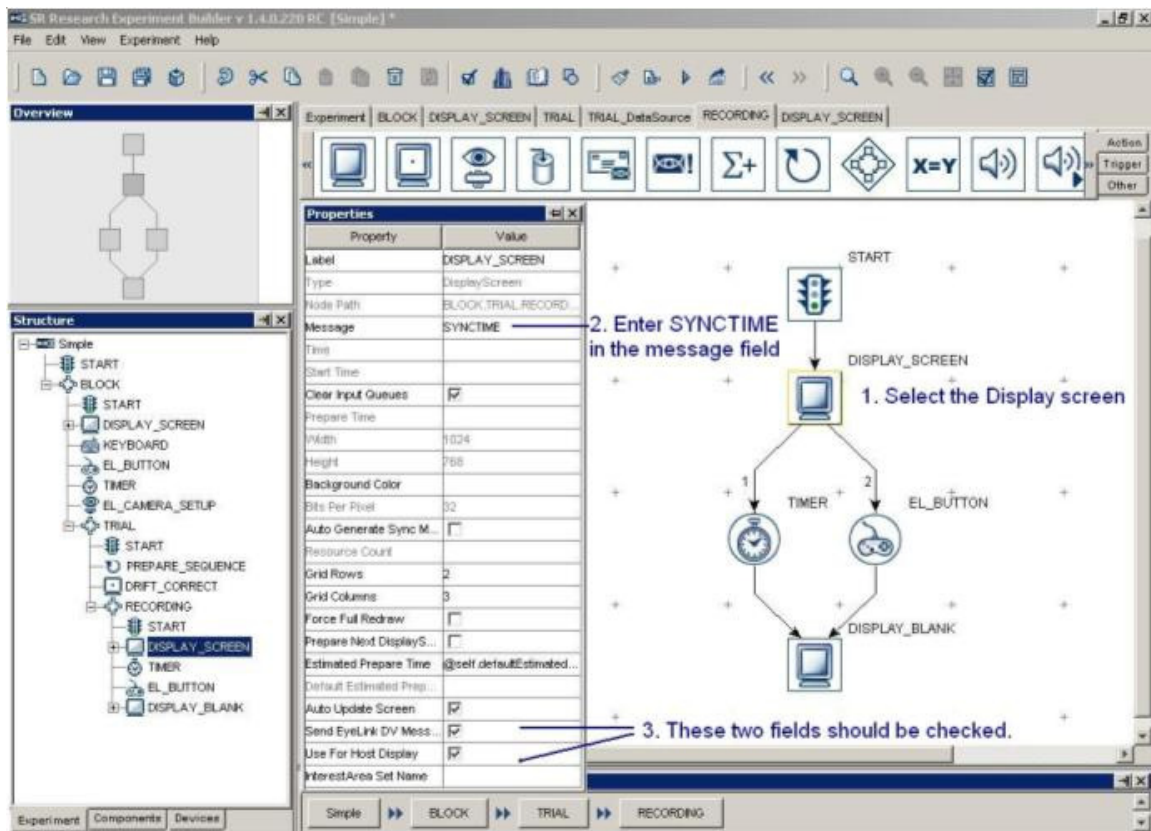 SR Research Experiment Builder v 1.4.0.220 RC [Simple] *
File Edit View Experiment Help
Overview
Experiment BLOCK DISPLAY_SCREEN TRIAL TRIAL_DataSource RECORDING DISPLAY_SCREEN
Σ+ X=Y
Action
Trigger
Other
Structure
Simple
START
BLOCK
START
DISPLAY_SCREEN
KEYBOARD
EL_BUTTON
TIMER
EL_CAMERA_SETUP
TRIAL
START
PREPARE_SEQUENCE
DRIFT_CORRECT
RECORDING
START
DISPLAY_SCREEN
TIMER
EL_BUTTON
DISPLAY_BLANK
Experiment Components Devices
Properties
Property Value
Label DISPLAY_SCREEN
Type DisplayScreen
Node Path BLOCK.TRIAL.RECORD...
Message SYNCTIME
Time
Start Time
Clear Input Queues
Prepare Time
Width 1024
Height 768
Background Color
Bits Per Pixel 32
Auto Generate Sync M...
Resource Count
Grid Rows 2
Grid Columns 3
Force Full Redraw
Prepare Next DisplayS...
Estimated Prepare Time @self.defaultEstimated...
Default Estimated Prep...
Auto Update Screen
Send EyeLink DV Mess...
Use For Host Display
InterestArea Set Name
START
2. Enter SYNCTIME
in the message field
DISPLAY_SCREEN
1. Select the Display screen
1 2
TIMER EL_BUTTON
DISPLAY_BLANK
3. These two fields should be checked.
Simple BLOCK TRIAL RECORDING